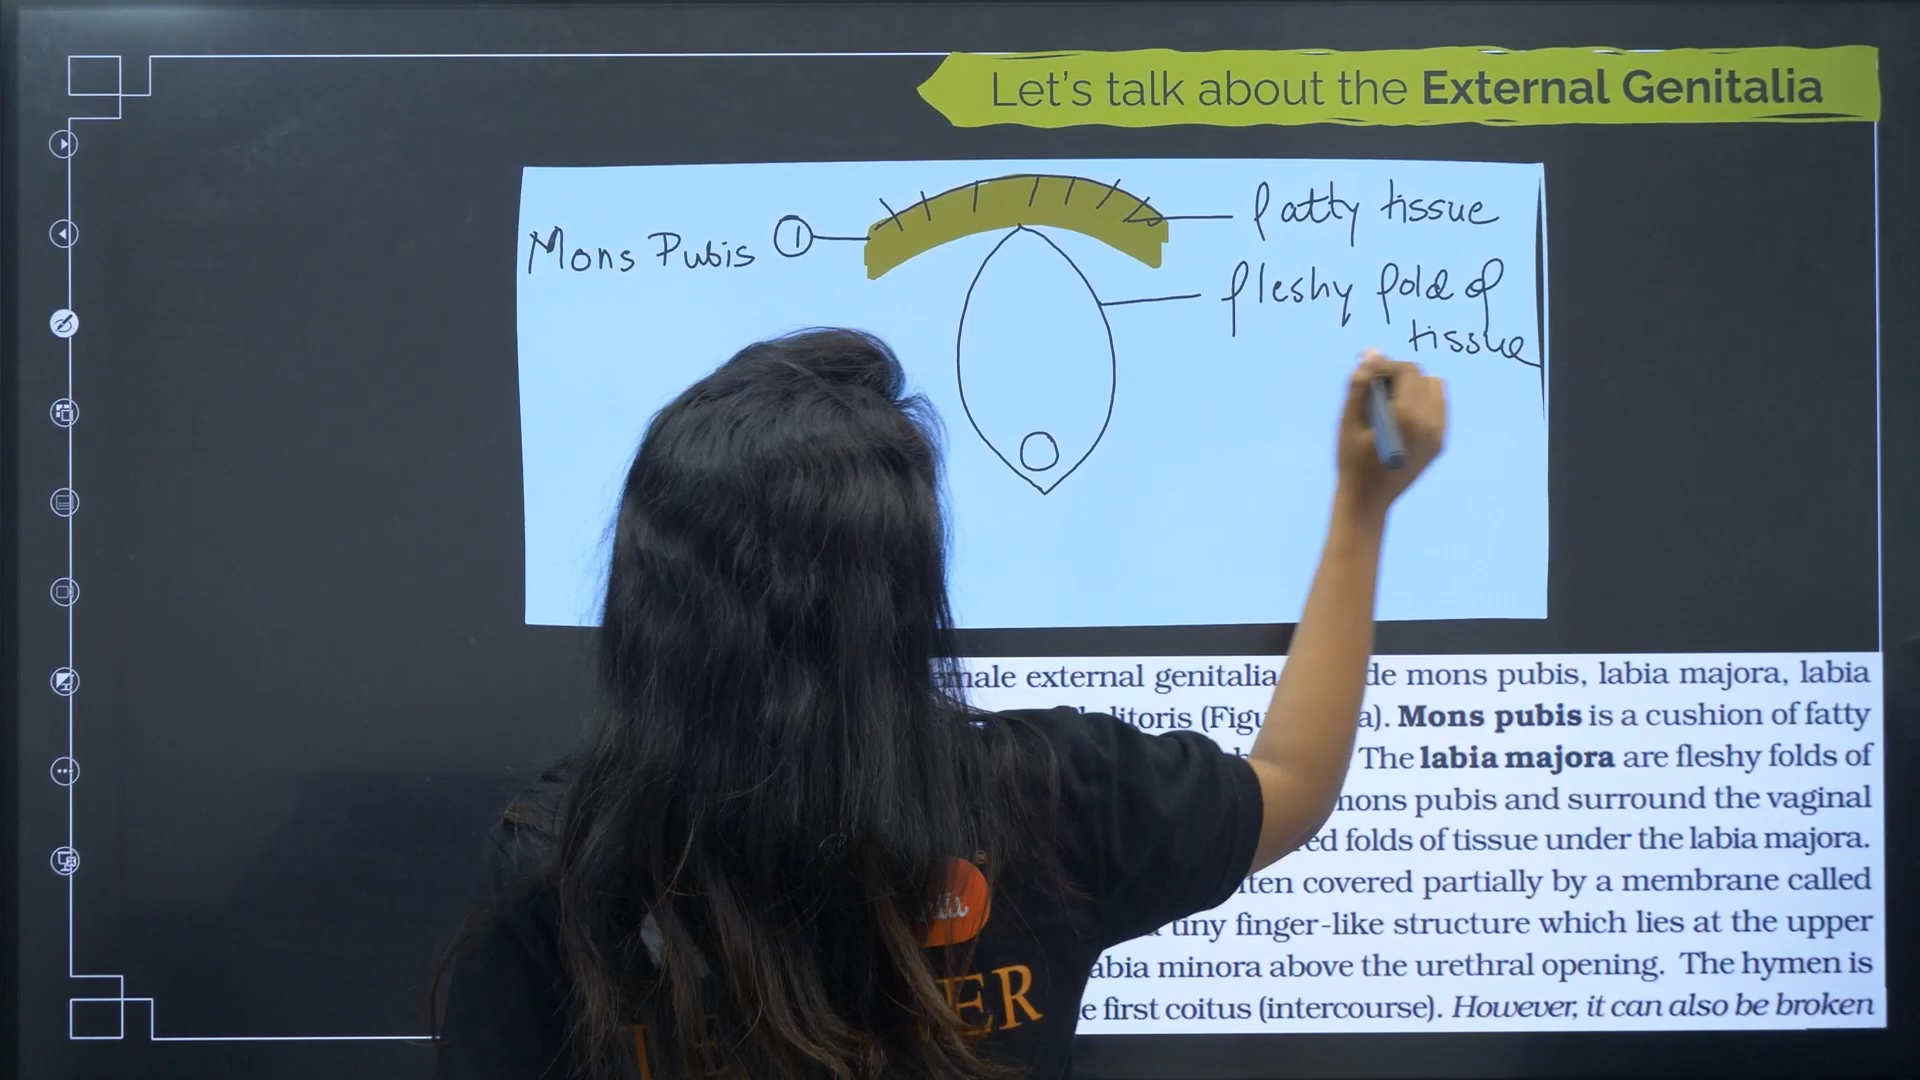 Let's talk about the External Genitalia
Mons Pubis 1
fatty tissue
fleshy fold of
tissue
male external genitalia de mons pubis, labia majora, labia
litoris (Figu a). Mons pubis is a cushion of fatty
The labia majora are fleshy folds of
mons pubis and surround the vaginal
ed folds of tissue under the labia majora.
ften covered partially by a membrane called
tiny finger-like structure which lies at the upper
abia minora above the urethral opening. The hymen is
e first coitus (intercourse). However, it can also be broken
ER